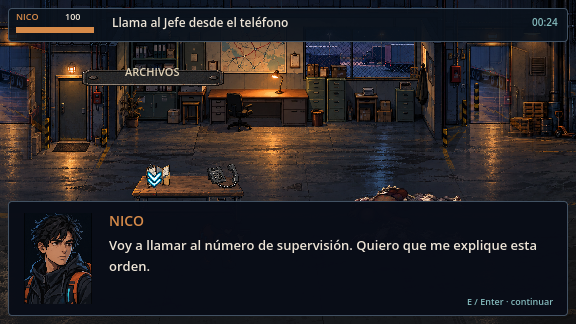 NICO 100 Llama al Jefe desde el teléfono 00:24
ARCHIVOS
NICO
Voy a llamar al número de supervisión. Quiero que me explique esta
orden.
E / Enter · continuar